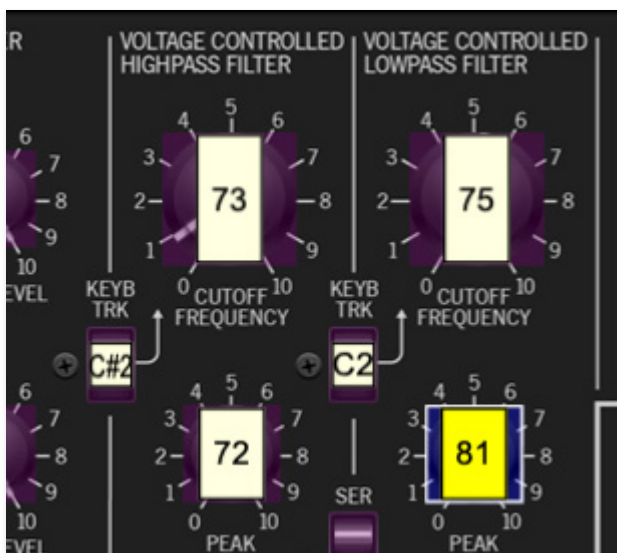 R
VOLTAGE CONTROLLED
HIGHPASS FILTER
VOLTAGE CONTROLLED
LOWPASS FILTER
6
7
8
9
10
EVEL
0
1
2
3
4
5
6
7
8
9
10
73
CUTOFF
FREQUENCY
0
1
2
3
4
5
6
7
8
9
10
75
CUTOFF
FREQUENCY
KEYB
TRK
C#2
KEYB
TRK
C2
6
7
8
9
10
EVEL
0
1
2
3
4
5
6
7
8
9
10
72
PEAK
SER
0
1
2
3
4
5
6
7
8
9
10
81
PEAK